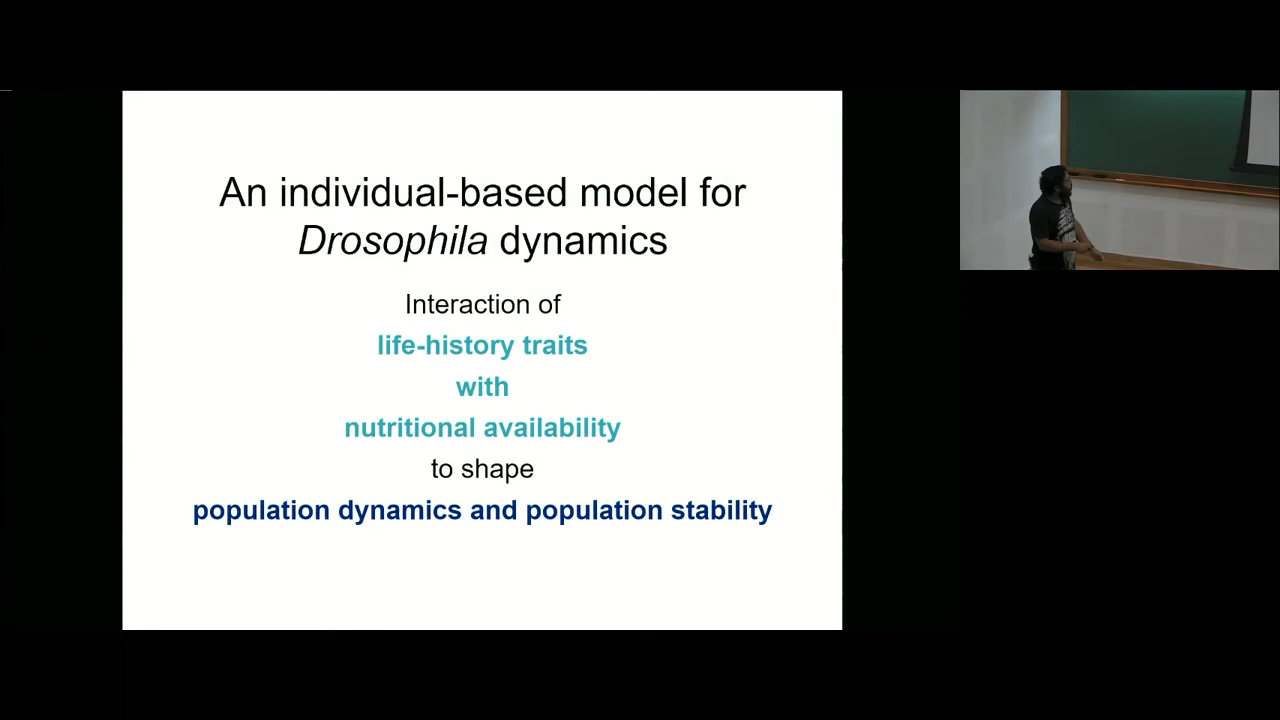 An individual-based model for
Drosophila dynamics
Interaction of
life-history traits
with
nutritional availability
to shape
population dynamics and population stability